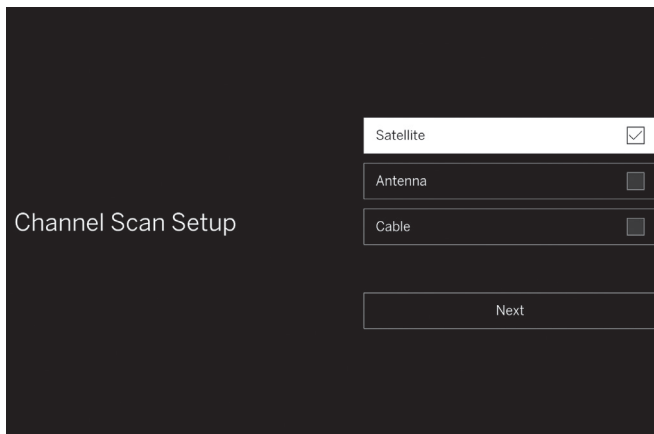 Channel Scan Setup
Satellite
Antenna
Cable
Next